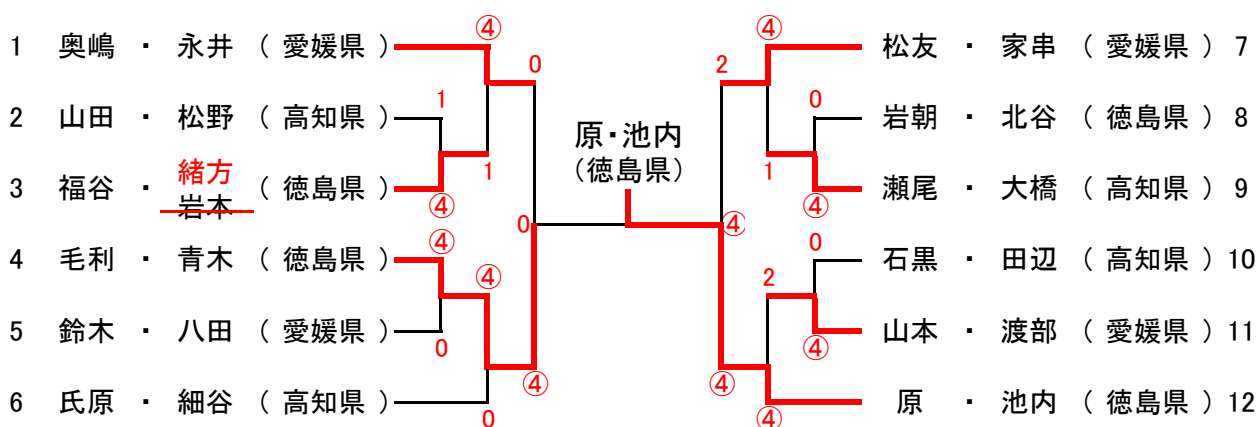 ④ ④
1 奥嶋 ・ 永井 ( 愛媛県 ) 0 2 松友 ・ 家串 ( 愛媛県 ) 7
1 0
2 山田 ・ 松野 ( 高知県 ) 岩朝 ・ 北谷 ( 徳島県 ) 8
原・池内
(徳島県)
緒方 1 1
3 福谷 ・ 岩本 ( 徳島県 ) 瀬尾 ・ 大橋 ( 高知県 ) 9
④ ④
0 ④
④ 0
4 毛利 ・ 青木 ( 徳島県 ) 石黒 ・ 田辺 ( 高知県 ) 10
④ 2
5 鈴木 ・ 八田 ( 愛媛県 ) 山本 ・ 渡部 ( 愛媛県 ) 11
0 ④
④ ④
6 氏原 ・ 細谷 ( 高知県 ) 原 ・ 池内 ( 徳島県 ) 12
0 ④